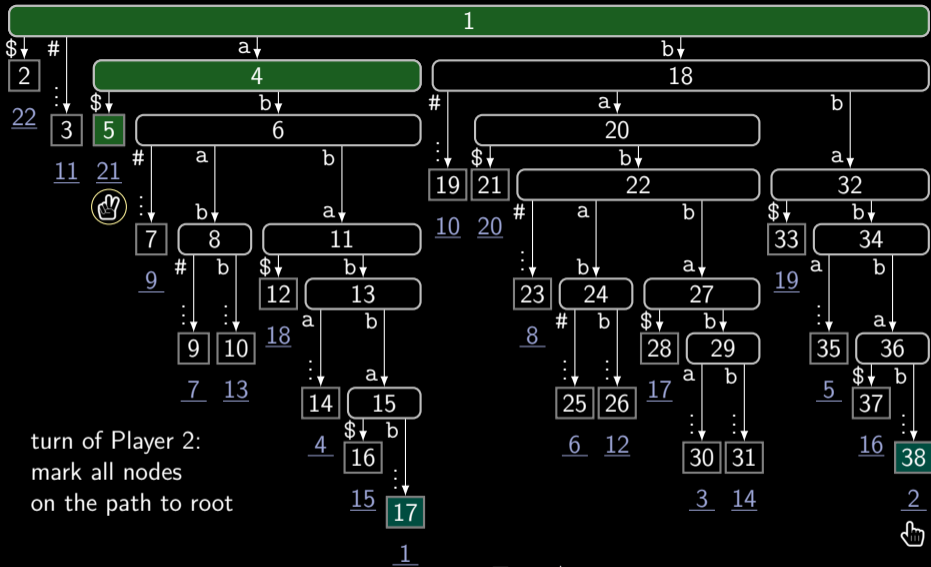 1
$ # a b
2 4 18
22 $ b # a b
3 5 6 20
11 21 # a b $ b a
19 21 22 32
10 20 # a b $ b
7 8 11 33 34
9 # b $ b 19 a b
12 13 23 24 27 35 36
18 a b 8 # b $ b 5 $ b
9 10 28 29
7 13 17 a b
14 15 25 26 37
4 $ b 6 12 16
turn of Player 2:
mark all nodes
on the path to root
16 30 31 38
15 3 14 2
17
1